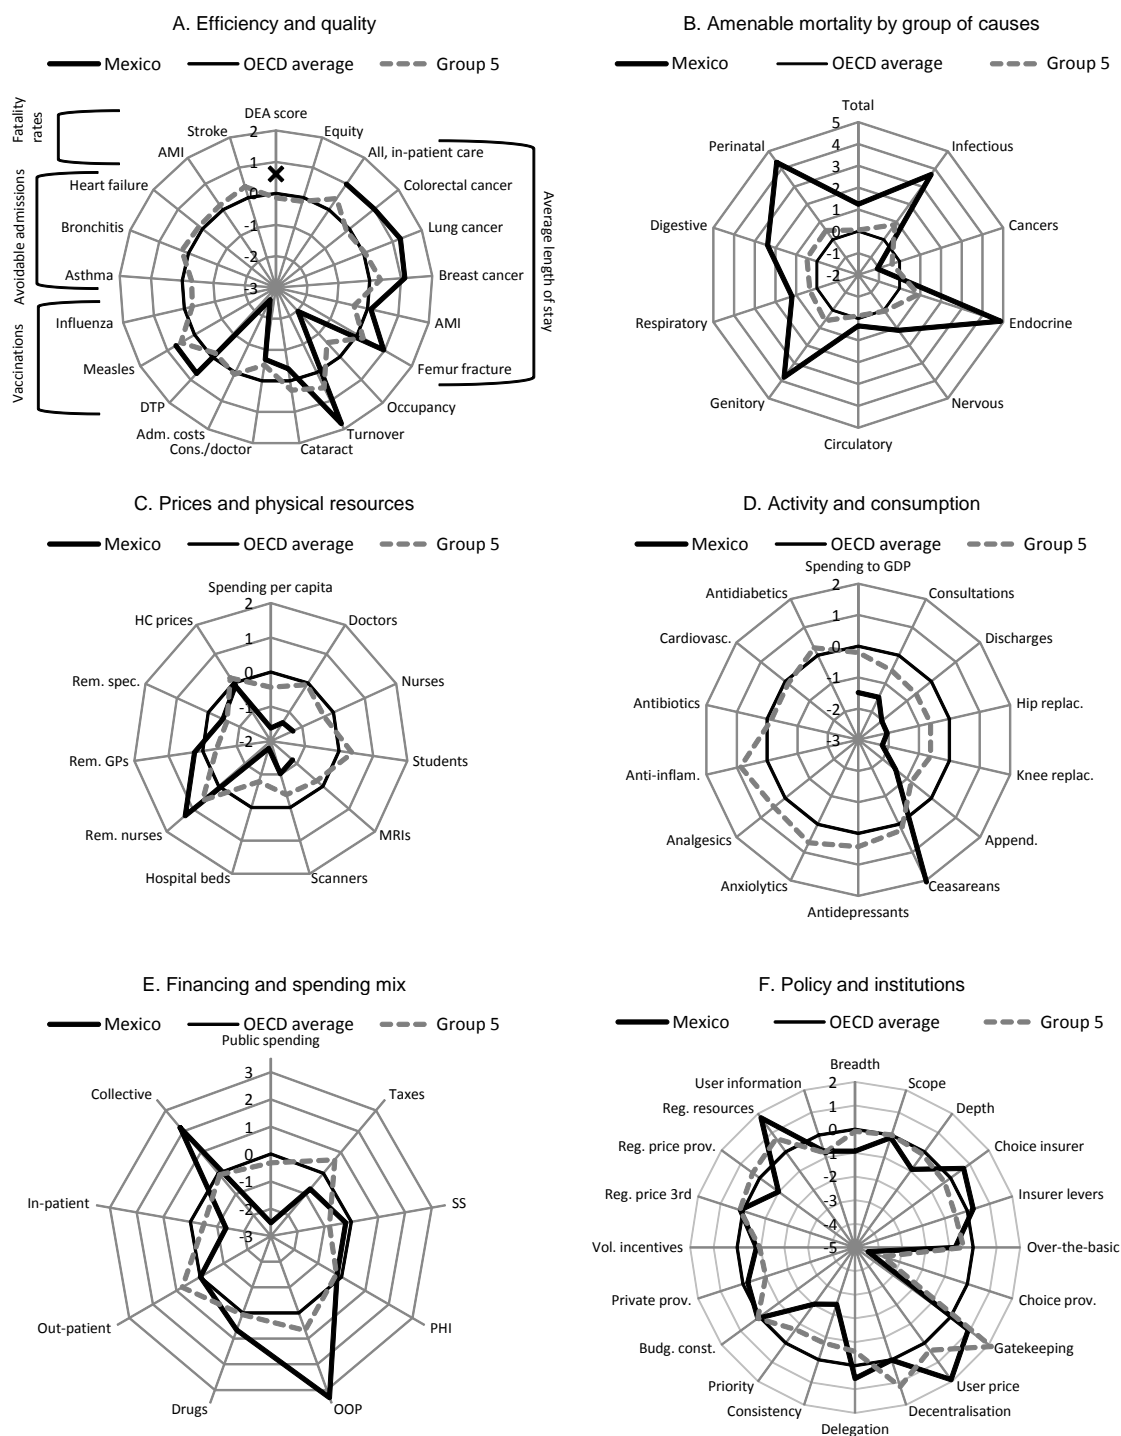 A. Efficiency and quality
Mexico OECD average Group 5
Fatality rates
Avoidable admissions
Vaccinations
Average length of stay
DEA score
Equity
All, in-patient care
Colorectal cancer
Lung cancer
Breast cancer
AMI
Femur fracture
Occupancy
Turnover
Cataract
Cons./doctor
Adm. costs
DTP
Measles
Influenza
Asthma
Bronchitis
Heart failure
AMI
Stroke
2
1
0
-1
-2
-3
B. Amenable mortality by group of causes
Mexico OECD average Group 5
Total
Infectious
Cancers
Endocrine
Nervous
Circulatory
Genitory
Respiratory
Digestive
Perinatal
5
4
3
2
1
0
-1
-2
C. Prices and physical resources
Mexico OECD average Group 5
Spending per capita
Doctors
Nurses
Students
MRIs
Scanners
Hospital beds
Rem. nurses
Rem. GPs
Rem. spec.
HC prices
2
1
0
-1
-2
D. Activity and consumption
Mexico OECD average Group 5
Spending to GDP
Consultations
Discharges
Hip replac.
Knee replac.
Append.
Ceasareans
Antidepressants
Anxiolytics
Analgesics
Anti-inflam.
Antibiotics
Cardiovasc.
Antidiabetics
2
1
0
-1
-2
-3
E. Financing and spending mix
Mexico OECD average Group 5
Public spending
Taxes
SS
PHI
OOP
Drugs
Out-patient
In-patient
Collective
3
2
1
0
-1
-2
-3
F. Policy and institutions
Mexico OECD average Group 5
Breadth
Scope
Depth
Choice insurer
Insurer levers
Over-the-basic
Choice prov.
Gatekeeping
User price
Decentralisation
Delegation
Consistency
Priority
Budg. const.
Private prov.
Vol. incentives
Reg. price 3rd
Reg. price prov.
Reg. resources
User information
2
1
0
-1
-2
-3
-4
-5